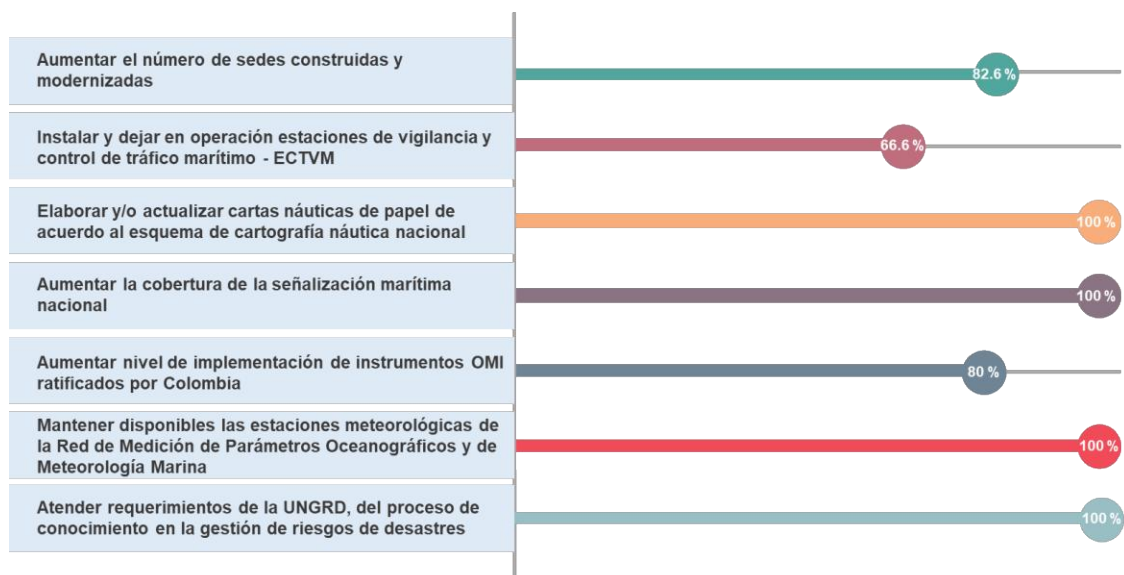 Aumentar el número de sedes construidas y
modernizadas
82.6 %
Instalar y dejar en operación estaciones de vigilancia y
control de tráfico marítimo - ECTVM
66.6 %
Elaborar y/o actualizar cartas náuticas de papel de
acuerdo al esquema de cartografía náutica nacional
100 %
Aumentar la cobertura de la señalización marítima
nacional
100 %
Aumentar nivel de implementación de instrumentos OMI
ratificados por Colombia
80 %
Mantener disponibles las estaciones meteorológicas de
la Red de Medición de Parámetros Oceanográficos y de
Meteorología Marina
100 %
Atender requerimientos de la UNGRD, del proceso de
conocimiento en la gestión de riesgos de desastres
100 %